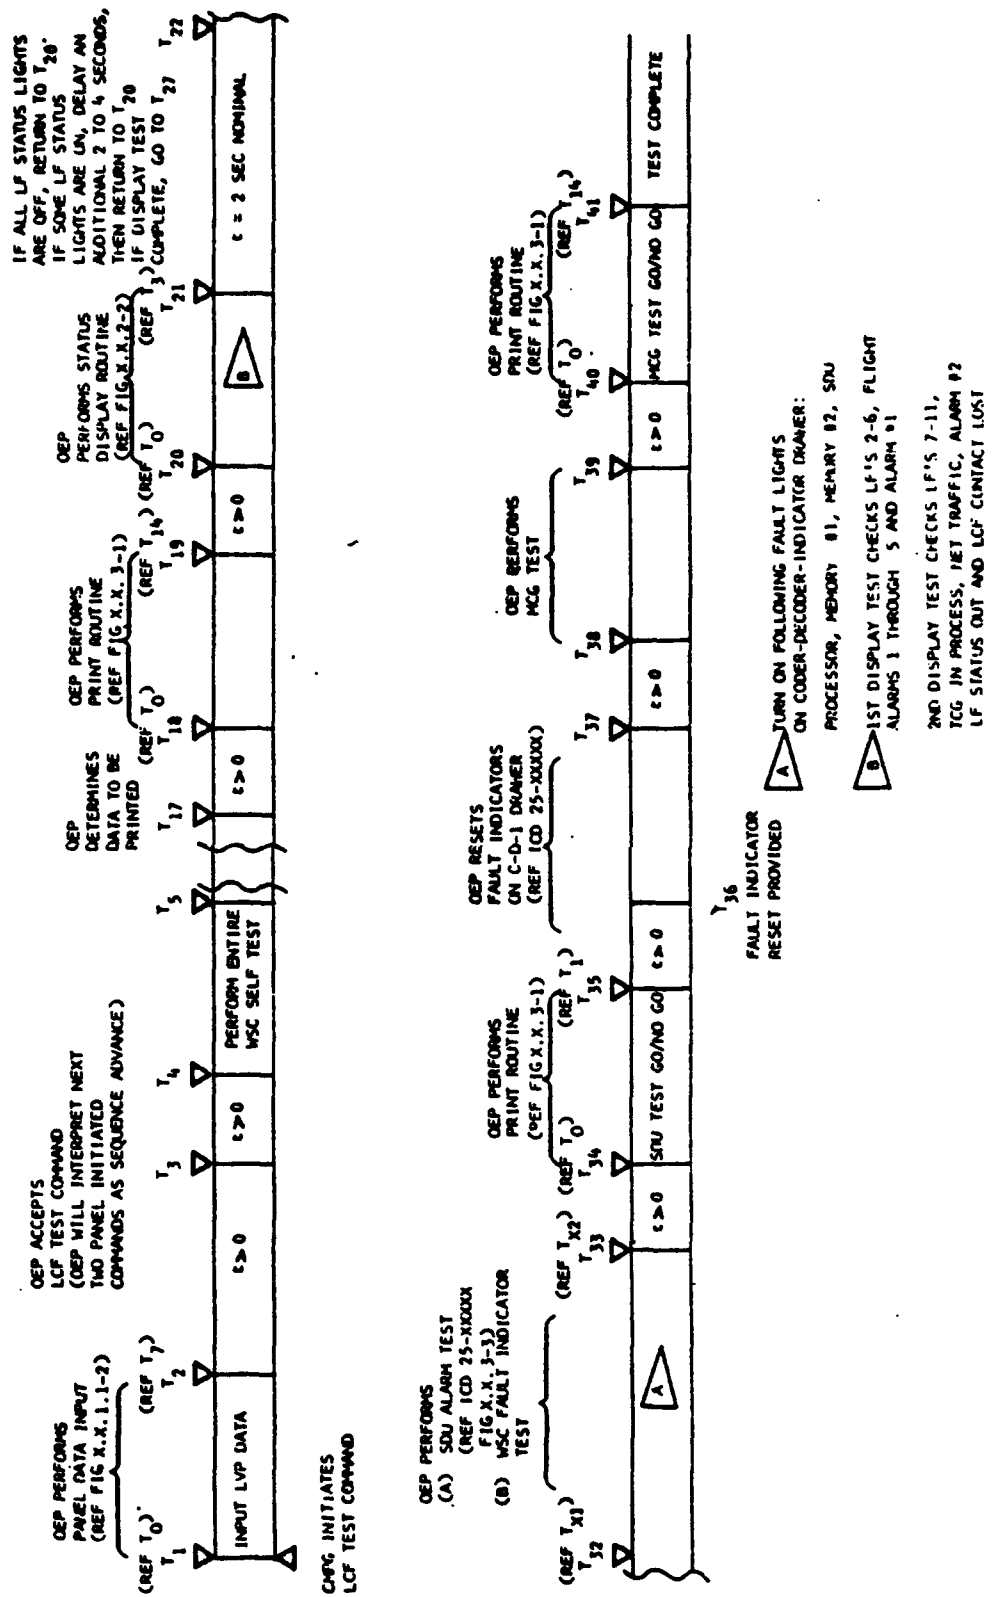 OEP PERFORMS
PANEL DATA INPUT
(REF FIG X.X.1.1-2)
(REF T0)
(REF T7)
T1
T2
INPUT LVP DATA
INITIATES
LCF TEST COMMAND
OEP ACCEPTS
LCF TEST COMMAND
(OEP WILL INTERPRET NEXT
TWO PANEL INITIATED
COMMANDS AS SEQUENCE ADVANCE)
t>0
T3
t>0
T4
PERFORM ENTIRE
WSC SELF TEST
T5
OEP
DETERMINES
DATA TO BE
PRINTED
T17
t>0
OEP PERFORMS
PRINT ROUTINE
(REF FIG X.X. 3-1)
(REF T0)
(REF T14)
T18
T19
t>0
OEP
PERFORMS STATUS
DISPLAY ROUTINE
(REF FIG X.X.2-2)
(REF T0)
(REF T3)
T20
T21
B
IF ALL LF STATUS LIGHTS
ARE OFF, RETURN TO T20.
IF SOME LF STATUS
LIGHTS ARE ON, DELAY AN
ADDITIONAL 2 TO 4 SECONDS,
THEN RETURN TO T20
IF DISPLAY TEST
COMPLETE, GO TO T27
t = 2 SEC NOMINAL
T22
OEP PERFORMS
(A) SDU ALARM TEST
(REF ICD 25-XXXXX
FIG X.X. 3-3)
(B) WSC FAULT INDICATOR
TEST
(REF TX1)
(REF TX2)
T32
T33
A
t>0
OEP PERFORMS
PRINT ROUTINE
(REF FIG X.X. 3-1)
(REF T0)
(REF T1)
T34
T35
SDU TEST GO/NO GO
t>0
T36
FAULT INDICATOR
RESET PROVIDED
OEP RESETS
FAULT INDICATORS
ON C-D-I DRAWER
(REF ICD 25-XXXXX)
T37
t>0
T38
OEP PERFORMS
MCG TEST
T39
t>0
OEP PERFORMS
PRINT ROUTINE
(REF FIG X.X. 3-1)
(REF T0)
(REF T14)
T40
T41
MCG TEST GO/NO GO
TEST COMPLETE
A TURN ON FOLLOWING FAULT LIGHTS
ON CODER-DECODER-INDICATOR DRAWER:
PROCESSOR, MEMORY #1, MEMORY #2, SDU
B 1ST DISPLAY TEST CHECKS LF'S 2-6, FLIGHT
ALARMS 1 THROUGH 5 AND ALARM #1
2ND DISPLAY TEST CHECKS LF'S 7-11,
TCG IN PROCESS, NET TRAFFIC, ALARM #2
LF STATUS OUT AND LCF CONTACT LOST